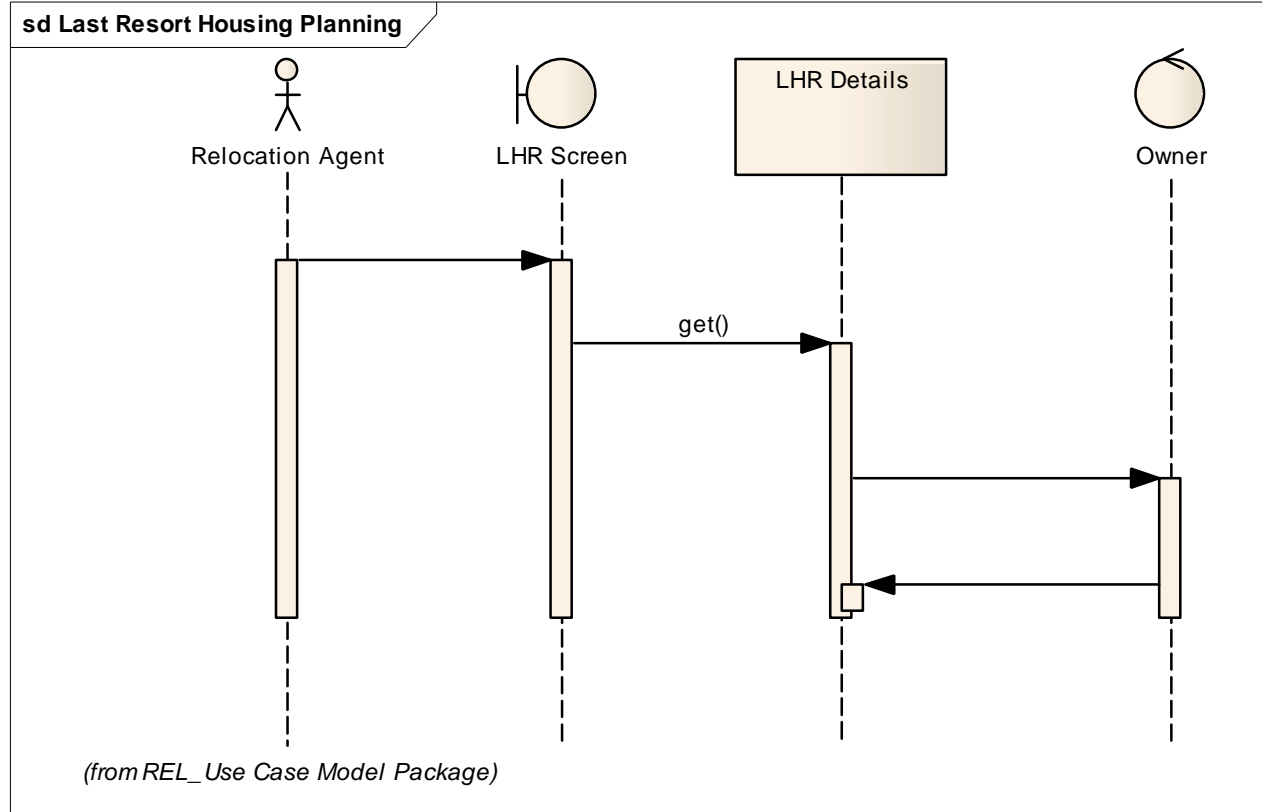 sd Last Resort Housing Planning
Relocation Agent
LHR Screen
LHR Details
Owner
get()
(from REL_Use Case Model Package)